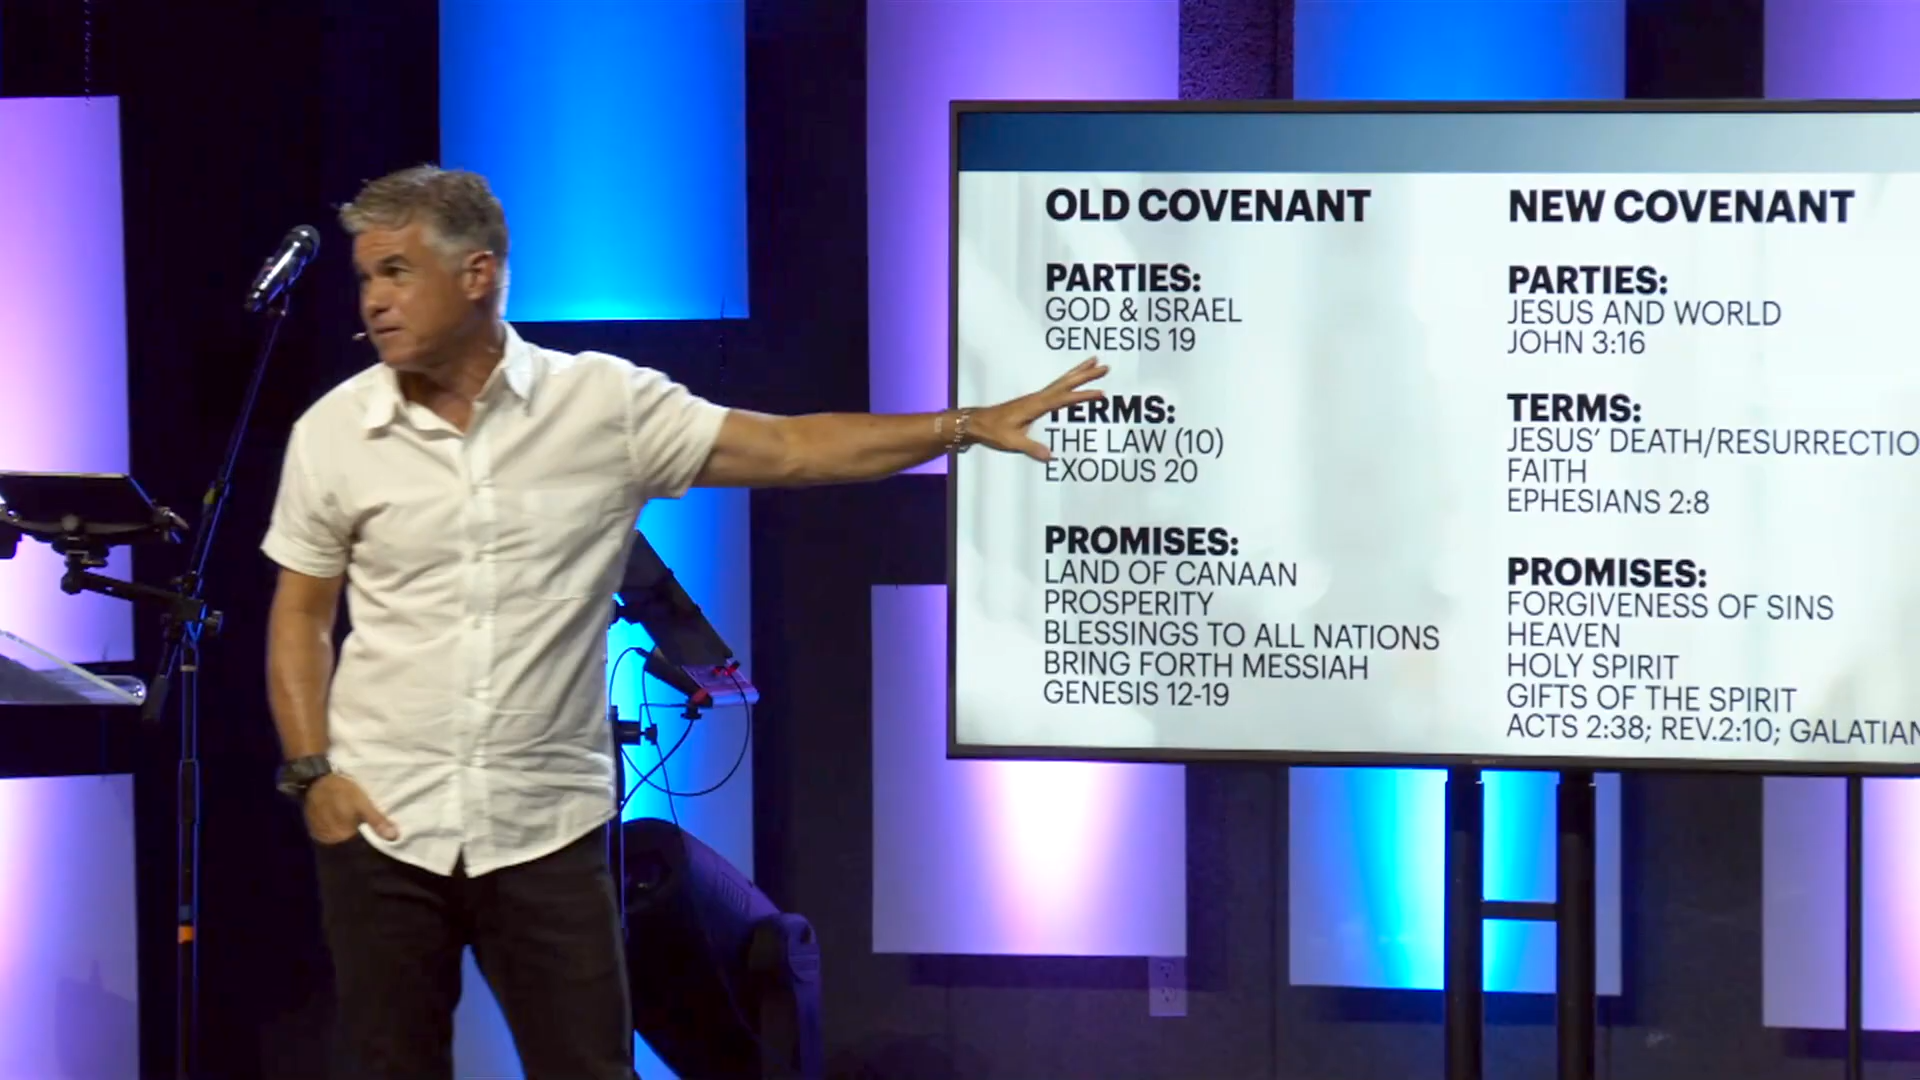 OLD COVENANT
PARTIES:
GOD & ISRAEL
GENESIS 19
TERMS:
THE LAW (10)
EXODUS 20
PROMISES:
LAND OF CANAAN
PROSPERITY
BLESSINGS TO ALL NATIONS
BRING FORTH MESSIAH
GENESIS 12-19
NEW COVENANT
PARTIES:
JESUS AND WORLD
JOHN 3:16
TERMS:
JESUS' DEATH/RESURRECTIO
FAITH
EPHESIANS 2:8
PROMISES:
FORGIVENESS OF SINS
HEAVEN
HOLY SPIRIT
GIFTS OF THE SPIRIT
ACTS 2:38; REV.2:10; GALATIAN